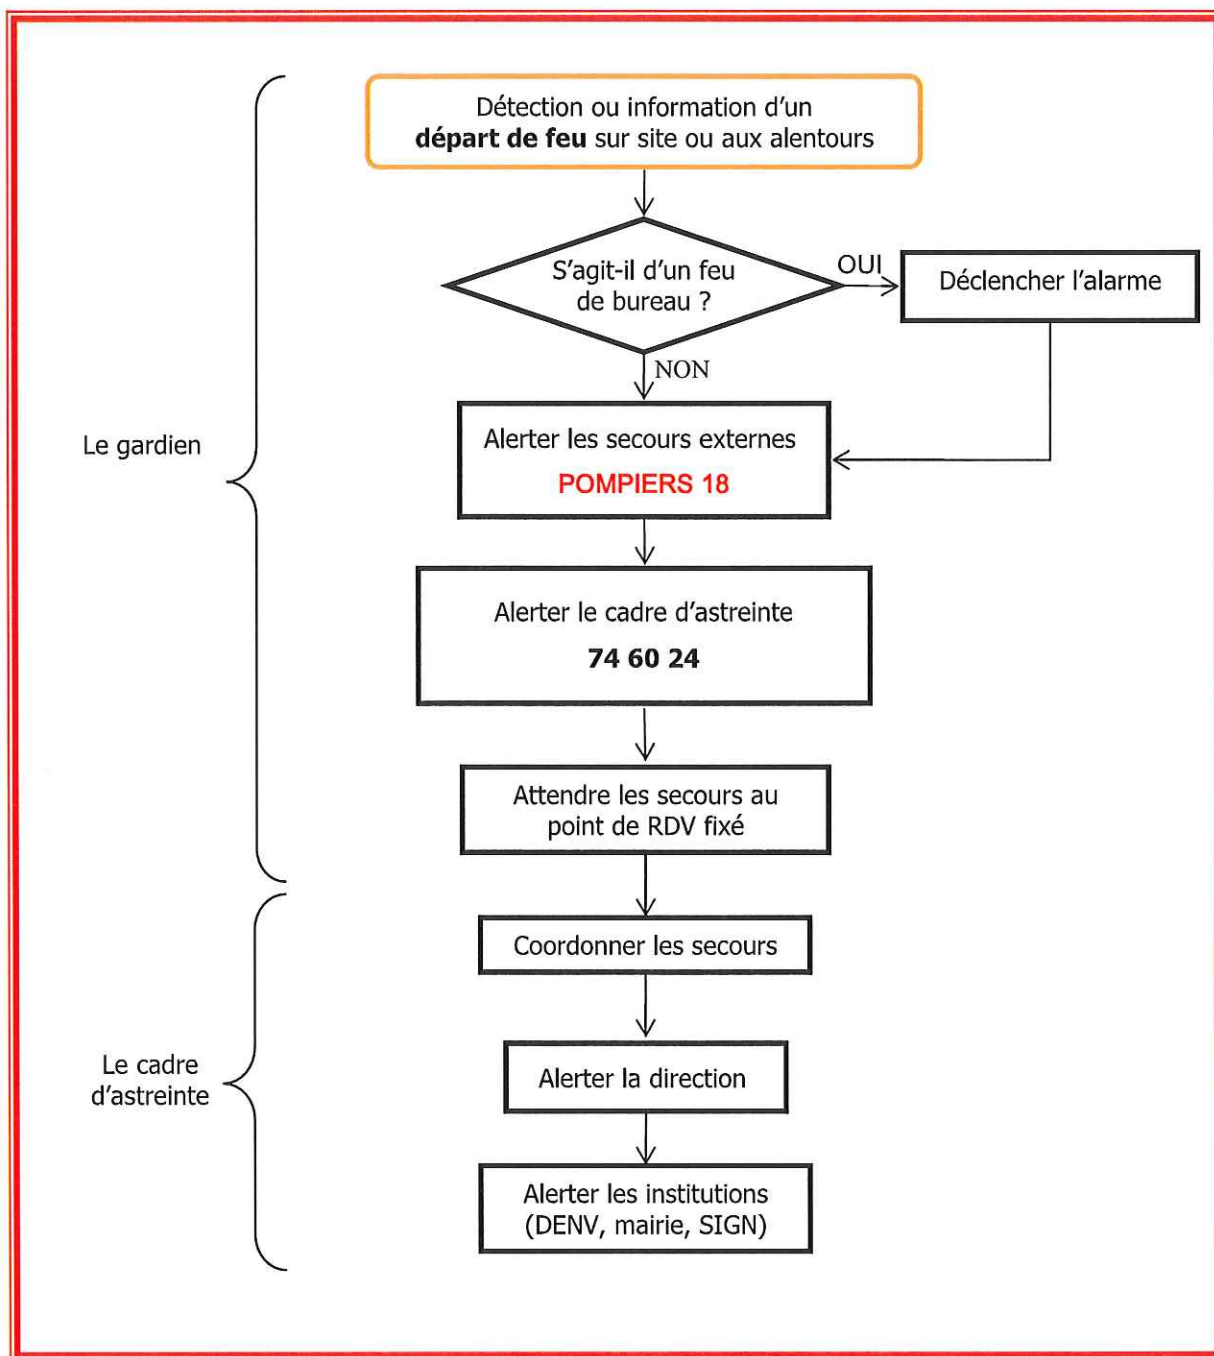 Détection ou information d’un
départ de feu sur site ou aux alentours
S’agit-il d’un feu
de bureau ?
OUI
Déclencher l’alarme
NON
Le gardien
Alerter les secours externes
POMPIERS 18
Alerter le cadre d’astreinte
74 60 24
Attendre les secours au
point de RDV fixé
Coordonner les secours
Le cadre
d’astreinte
Alerter la direction
Alerter les institutions
(DENV, mairie, SIGN)